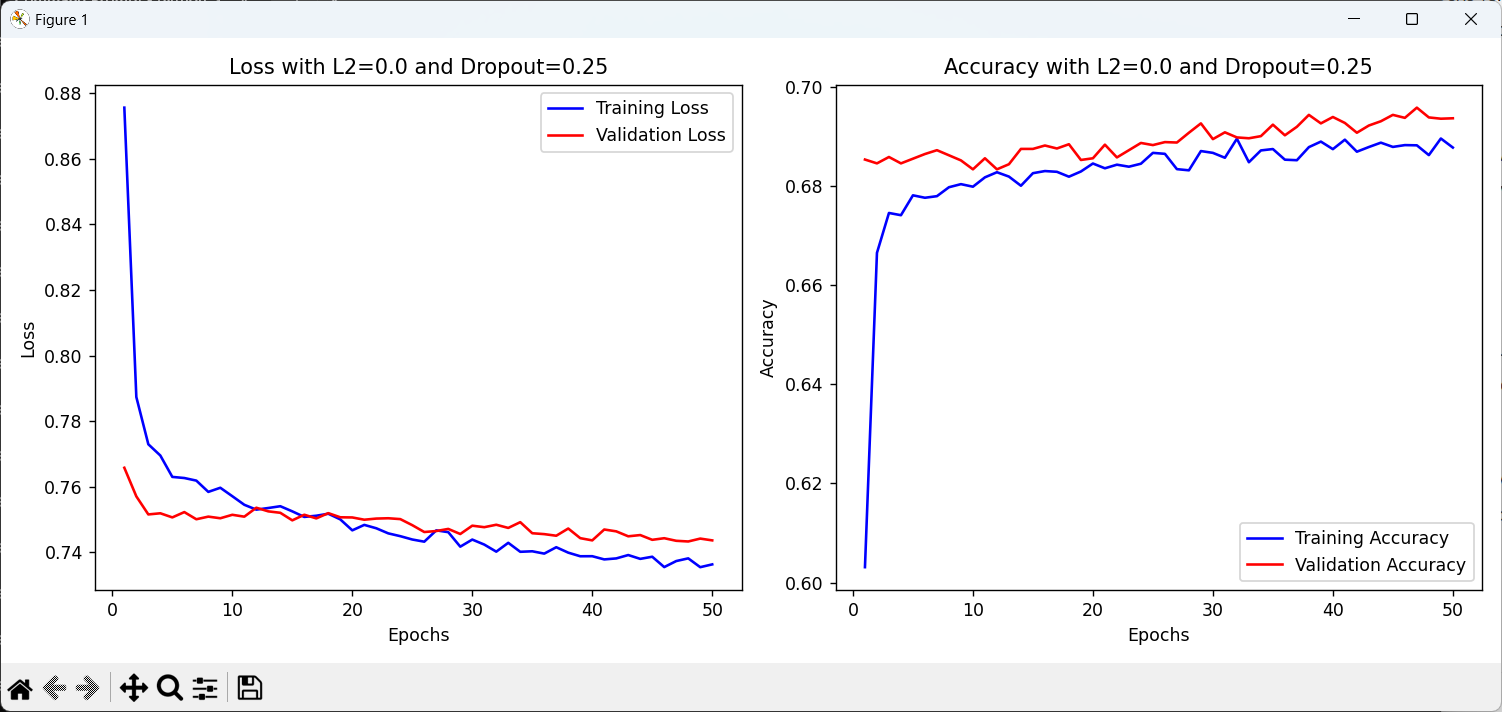 Figure 1
Loss with L2=0.0 and Dropout=0.25
0.88
0.86
0.84
0.82
0.80
0.78
0.76
0.74
Loss
Training Loss
Validation Loss
0 10 20 30 40 50
Epochs
Accuracy with L2=0.0 and Dropout=0.25
0.70
0.68
0.66
0.64
0.62
0.60
Accuracy
Training Accuracy
Validation Accuracy
0 10 20 30 40 50
Epochs